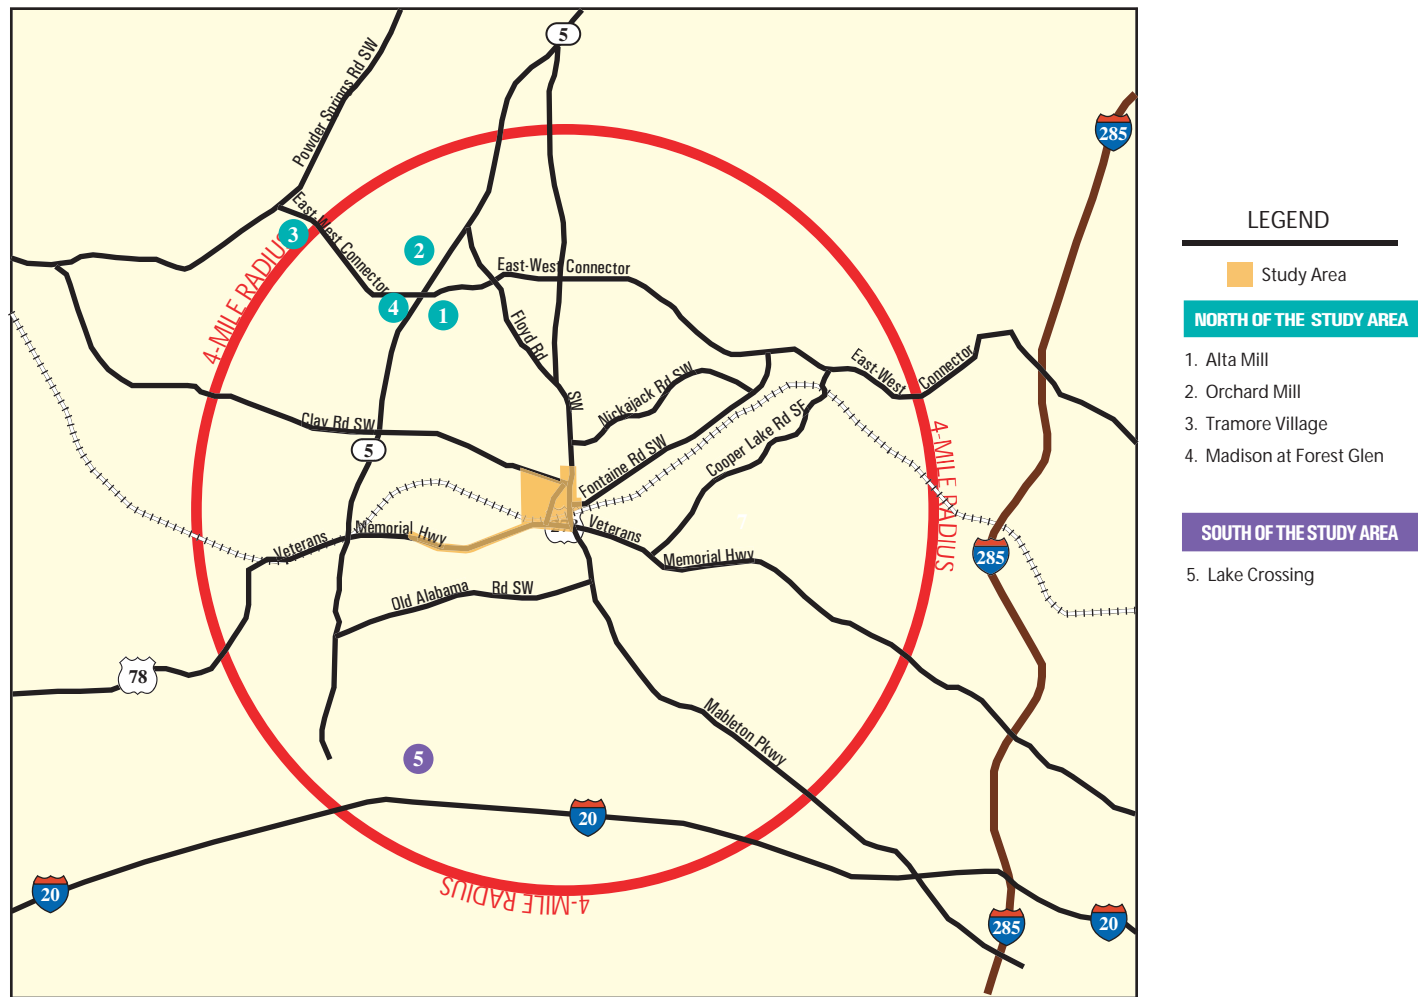 5
Powder Springs Rd SW
285
East-West Connector
3
2
4-MILE RADIUS
East-West Connector
4
1
Floyd Rd
SW
Nickajack Rd SW
East-West
Connector
Clay Rd SW
5
Fontaine Rd SW
Cooper Lake Rd SE
4-MILE RADIUS
Veterans
Memorial Hwy
Veterans
Memorial Hwy
285
Old Alabama
Rd SW
78
Mableton Pkwy
5
20
20
4-MILE RADIUS
285
20
LEGEND
Study Area
NORTH OF THE STUDY AREA
1. Alta Mill
2. Orchard Mill
3. Tramore Village
4. Madison at Forest Glen
SOUTH OF THE STUDY AREA
5. Lake Crossing